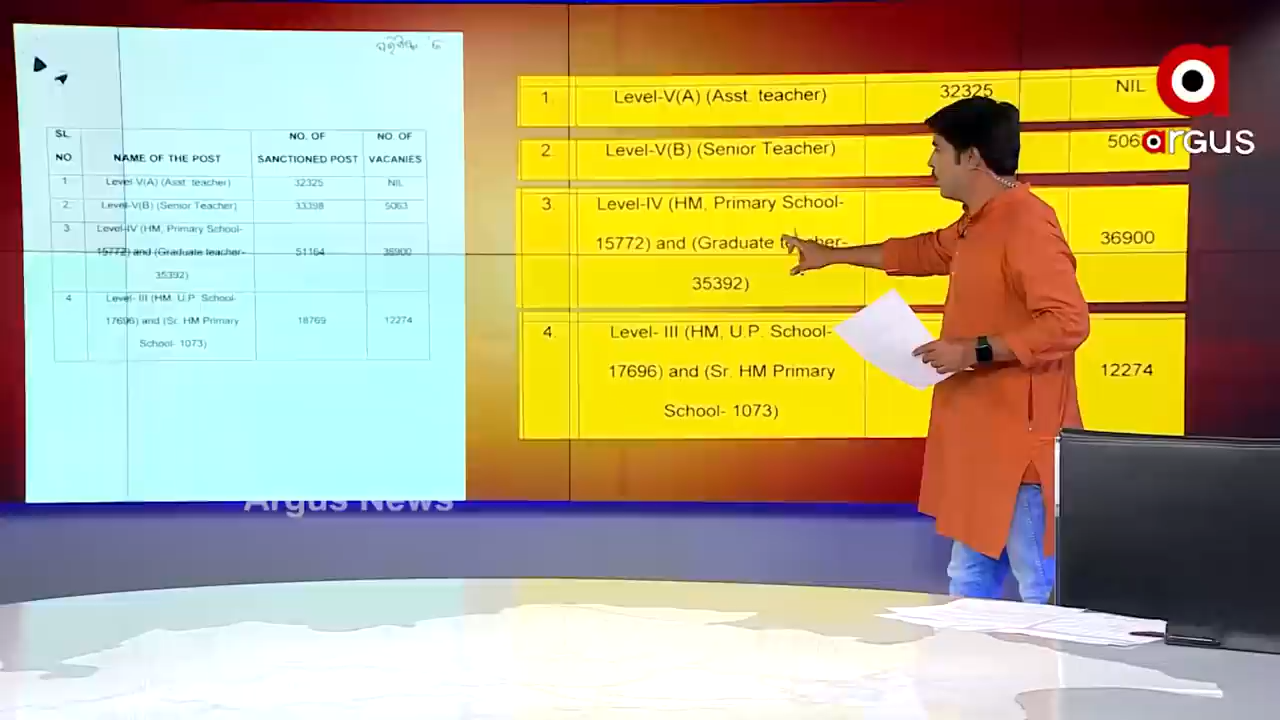 SL. NO
NAME OF THE POST
NO. OF SANCTIONED POST
NO. OF VACANIES
1 Level-V(A) (Asst. teacher) 32325 NIL
2. Level-V(B) (Senior Teacher) 33398 5063
3 Level-IV (HM, Primary School-
15772) and (Graduate teacher- 51164 36900
35392)
4 Level- III (HM. U.P. School-
17696) and (Sr. HM Primary 18769 12274
School- 1073)
1. Level-V(A) (Asst. teacher) 32325 NIL
2. Level-V(B) (Senior Teacher)
3. Level-IV (HM, Primary School-
15772) and (Graduate teacher- 36900
35392)
4. Level- III (HM, U.P. School-
17696) and (Sr. HM Primary 12274
School- 1073)
argus
Argus News